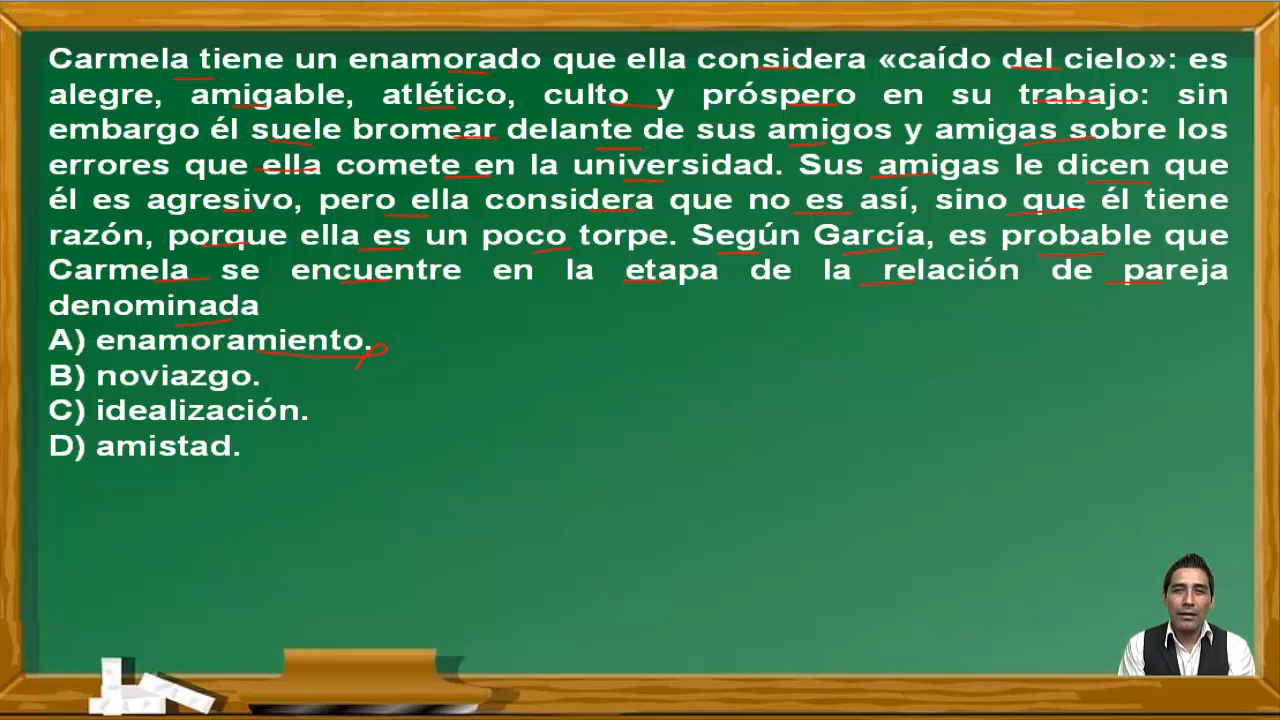 Carmela tiene un enamorado que ella considera «caído del cielo»: es
alegre, amigable, atlético, culto y próspero en su trabajo: sin
embargo él suele bromear delante de sus amigos y amigas sobre los
errores que ella comete en la universidad. Sus amigas le dicen que
él es agresivo, pero ella considera que no es así, sino que él tiene
razón, porque ella es un poco torpe. Según García, es probable que
Carmela se encuentre en la etapa de la relación de pareja
denominada
A) enamoramiento.
B) noviazgo.
C) idealización.
D) amistad.